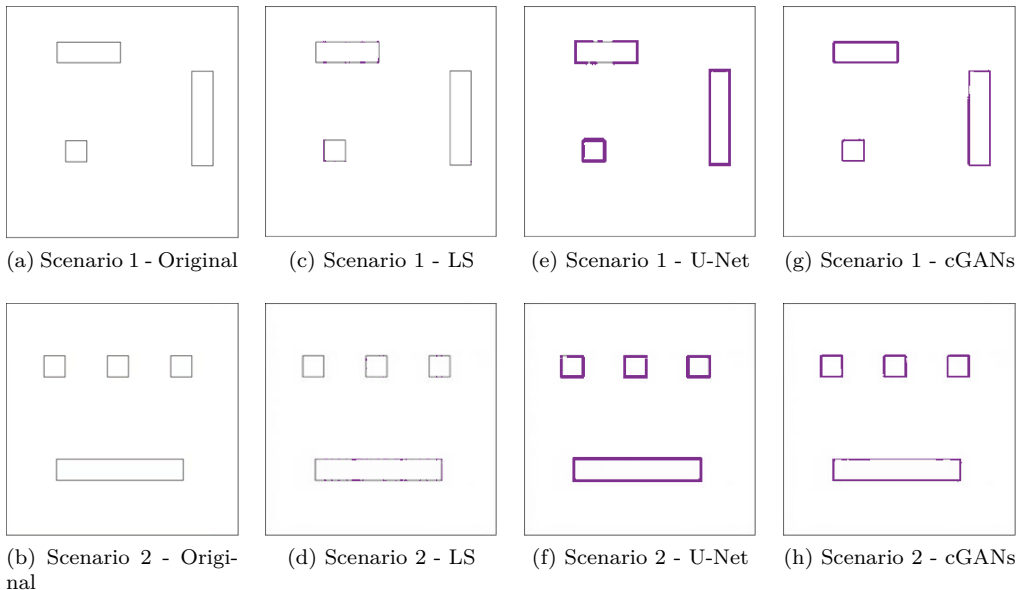 (a) Scenario 1 - Original
(c) Scenario 1 - LS
(e) Scenario 1 - U-Net
(g) Scenario 1 - cGANs
(b) Scenario 2 - Origi-
nal
(d) Scenario 2 - LS
(f) Scenario 2 - U-Net
(h) Scenario 2 - cGANs